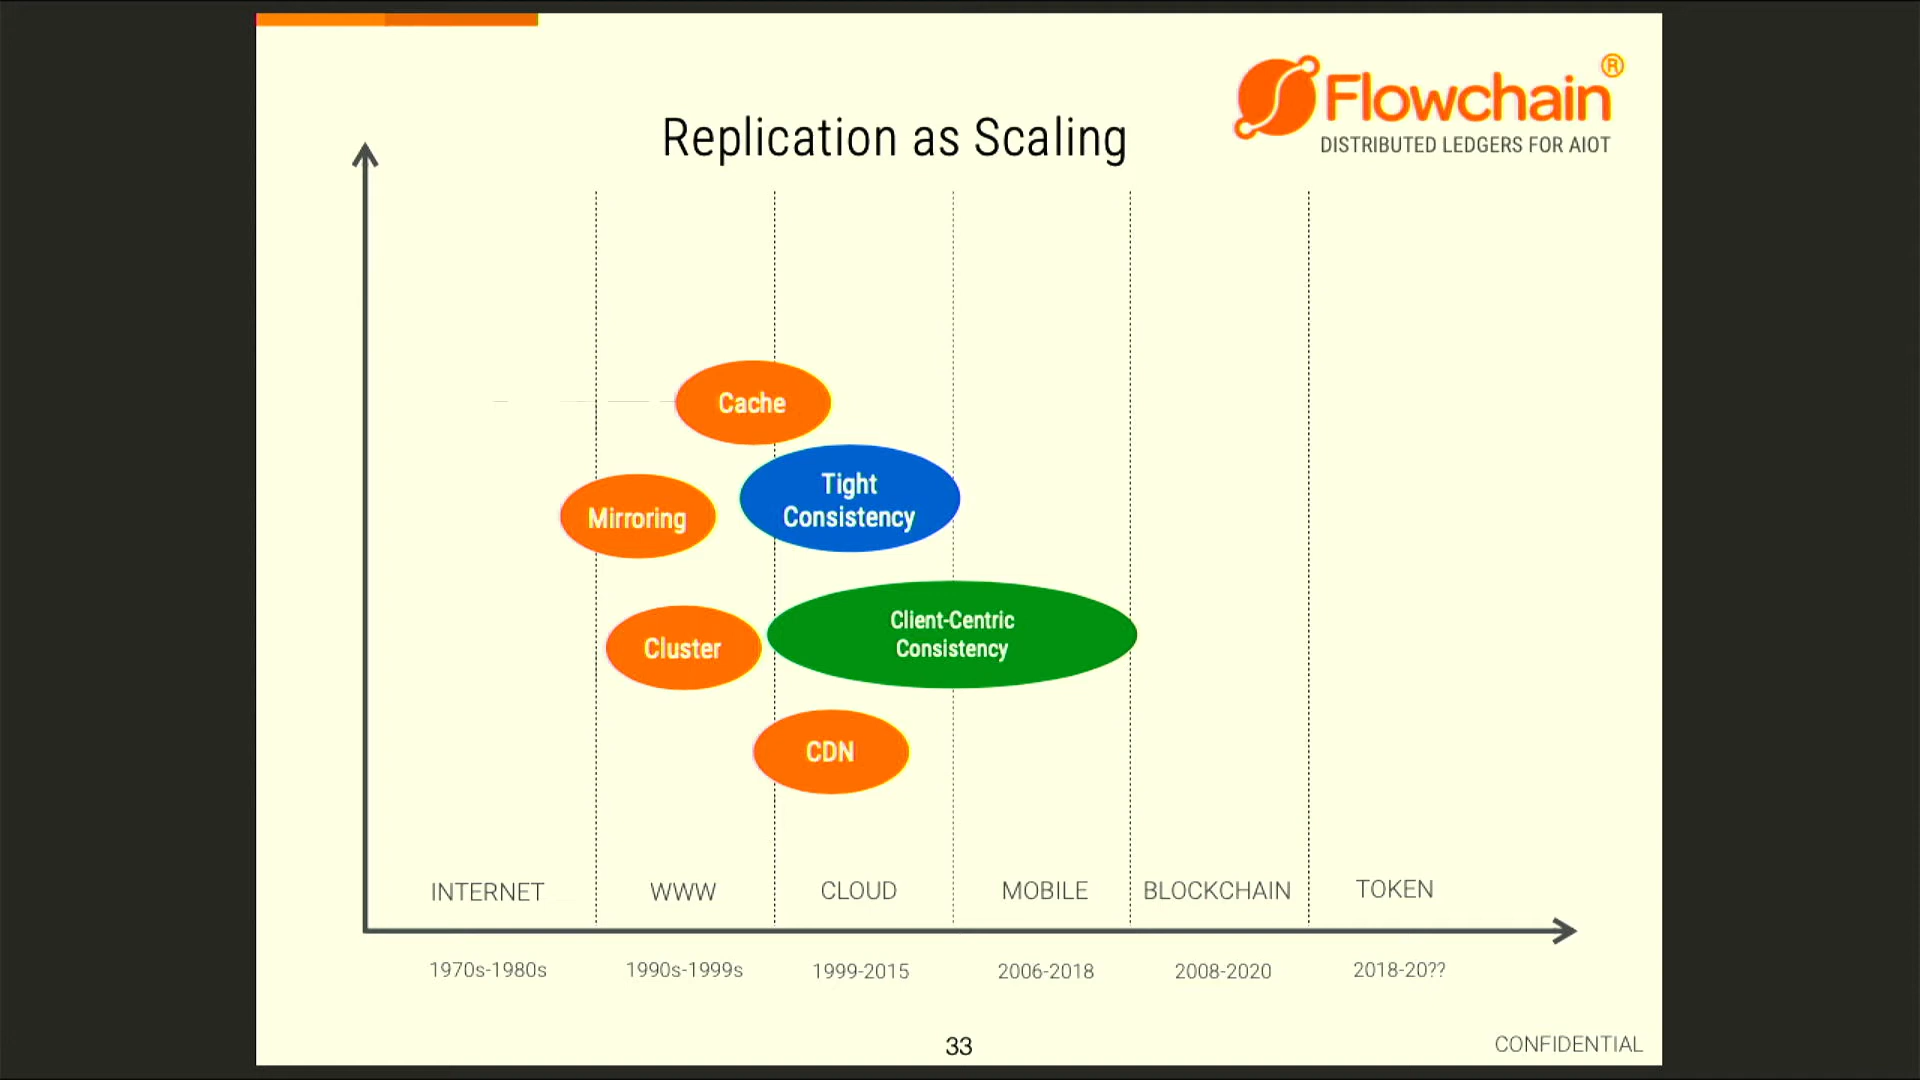 Flowchain®
DISTRIBUTED LEDGERS FOR AIOT
Replication as Scaling
Cache
Tight
Consistency
Mirroring
Client-Centric
Consistency
Cluster
CDN
INTERNET WWW CLOUD MOBILE BLOCKCHAIN TOKEN
1970s-1980s 1990s-1999s 1999-2015 2006-2018 2008-2020 2018-20??
33
CONFIDENTIAL